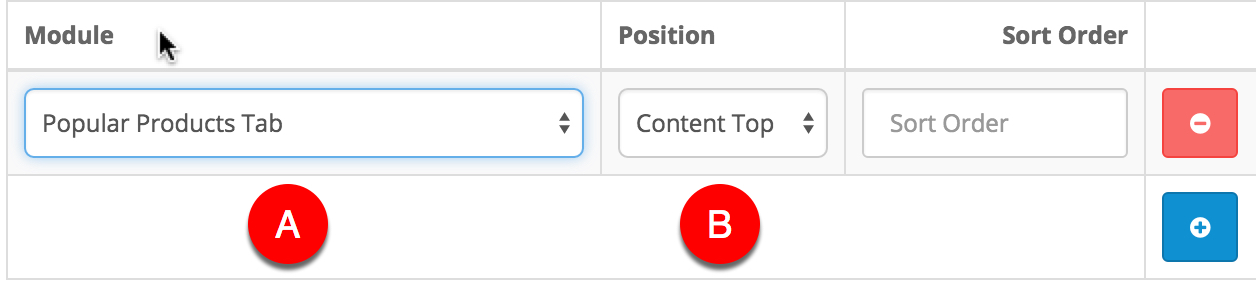 Module Position Sort Order
Popular Products Tab Content Top Sort Order
A B